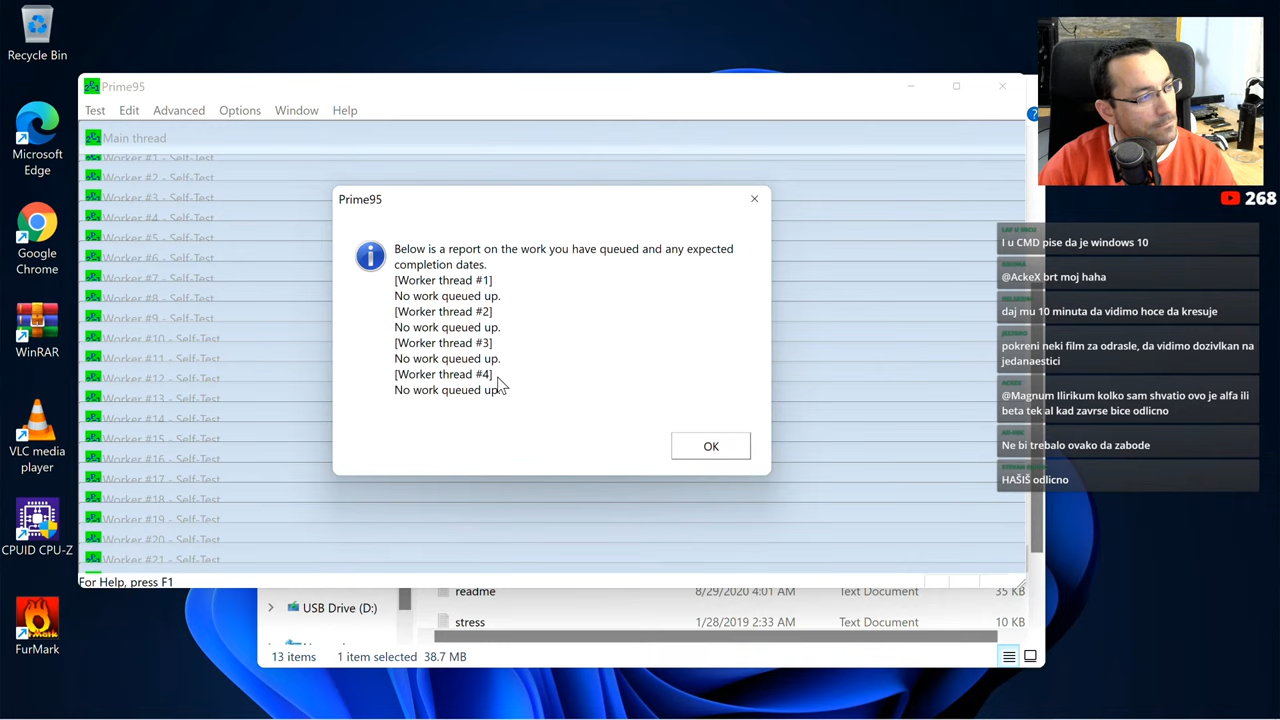 Recycle Bin
Microsoft
Edge
Google
Chrome
WinRAR
VLC media
player
CPUID CPU-Z
FurMark
Prime95
Test Edit Advanced Options Window Help
Main thread
Worker #1 - Self-Test
Worker #2 - Self-Test
Worker #3 - Self-Test
Worker #4 - Self-Test
Worker #5 - Self-Test
Worker #6 - Self-Test
Worker #7 - Self-Test
Worker #8 - Self-Test
Worker #9 - Self-Test
Worker #10 - Self-Test
Worker #11 - Self-Test
Worker #12 - Self-Test
Worker #13 - Self-Test
Worker #14 - Self-Test
Worker #15 - Self-Test
Worker #16 - Self-Test
Worker #17 - Self-Test
Worker #18 - Self-Test
Worker #19 - Self-Test
Worker #20 - Self-Test
Worker #21 - Self-Test
For Help, press F1
Prime95
Below is a report on the work you have queued and any expected
completion dates.
[Worker thread #1]
No work queued up.
[Worker thread #2]
No work queued up.
[Worker thread #3]
No work queued up.
[Worker thread #4]
No work queued up.
OK
USB Drive (D:)
readme 8/29/2020 4:01 AM Text Document 35 KB
stress 1/28/2019 2:33 AM Text Document 10 KB
13 items 1 item selected 38.7 MB
268
I u CMD pise da je windows 10
@AckeX brt moj haha
daj mu 10 minuta da vidimo hoce da kresuje
pokreni neki film za odrasle, da vidimo dozivlkan na
jedanaestici
@Magnum Ilirikum kolko sam shvatio ovo je alfa ili
beta tek al kad zavrse bice odlicno
Ne bi trebalo ovako da zabode
HAŠIŠ odlicno